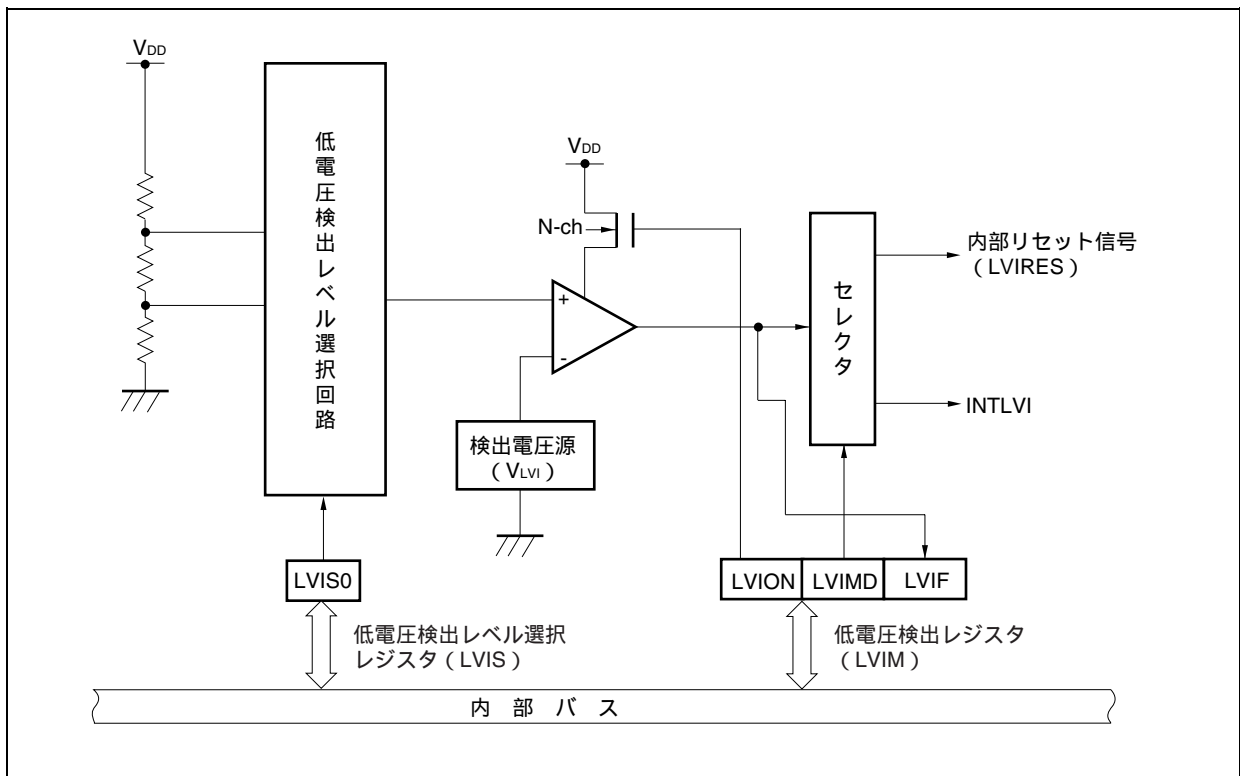 VDD
低電圧検出レベル選択回路
VDD
N-ch
+
-
検出電圧源
(VLVI)
セレクタ
内部リセット信号
(LVIRES)
INTLVI
LVIS0
LVION LVIMD LVIF
低電圧検出レベル選択
レジスタ(LVIS)
低電圧検出レジスタ
(LVIM)
内部バス